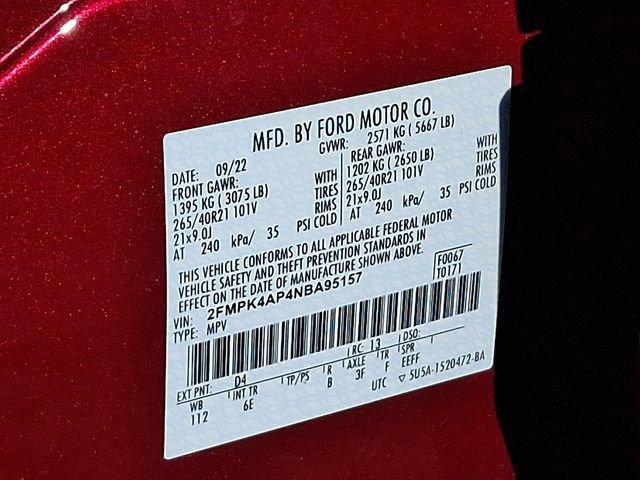 MFD. BY FORD MOTOR CO.
DATE: 09/22 GVWR: 2571 KG ( 5667 LB)
FRONT GAWR: WITH REAR GAWR: WITH
1395 KG ( 3075 LB) TIRES 1202 KG ( 2650 LB) TIRES
265/40R21 101V RIMS 265/40R21 101V RIMS
21x9.0J PSI COLD 21x9.0J PSI COLD
AT 240 kPa/ 35 AT 240 kPa/ 35
THIS VEHICLE CONFORMS TO ALL APPLICABLE FEDERAL MOTOR
VEHICLE SAFETY AND THEFT PREVENTION STANDARDS IN
EFFECT ON THE DATE OF MANUFACTURE SHOWN ABOVE.
VIN: 2FMPK4AP4NBA95157 F0067
TYPE: MPV T0171
EXT PNT: D4 RC: 13 DSO:
WB INT TR TP/PS R AXLE TR SPR
112 6E B 3F F EEFF
UTC ▽ 5U5A-1520472-BA